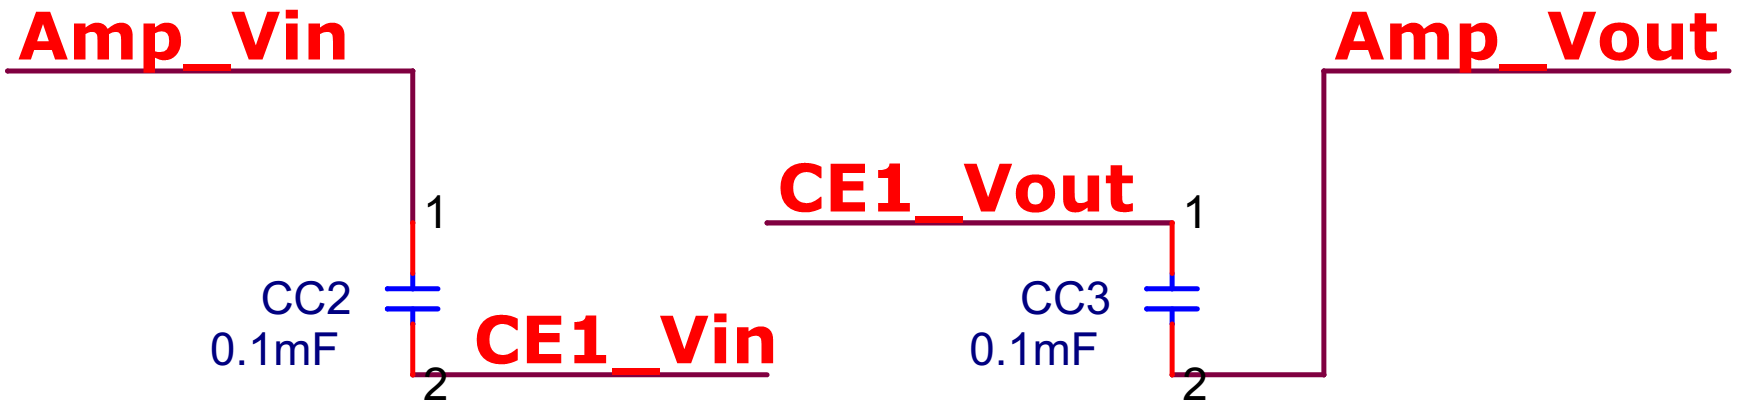 Amp_Vin
Amp_Vout
CE1_Vout
1
1
CC2
CC3
CE1_Vin
0.1mF
0.1mF
2
2